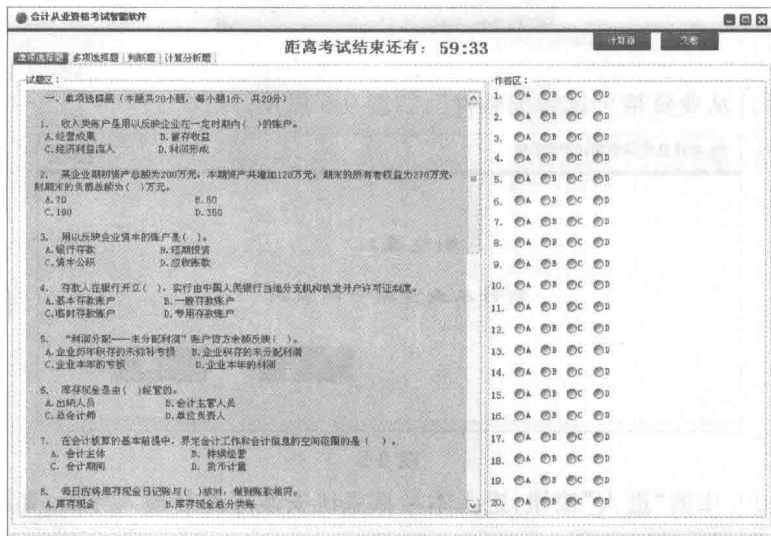 会计从业资格考试智能软件
距离考试结束还有：59:33
计算器 交卷
单项选择题 多项选择题 判断题 计算分析题
试题区：
作答区：
一、单项选择题（本题共20小题，每小题1分，共20分）
1. 收入类账户是用以反映企业在一定时期内（ ）的账户。
A.经营成果 B.留存收益
C.经济利益流入 D.利润形成
2. 某企业期初资产总额为200万元，本期资产共增加120万元，期末的所有者权益为270万元，
则期末的负债总额为（ ）万元。
A.70 B.50
C.190 D.350
3. 用以反映企业资本的账户是（ ）。
A.银行存款 B.短期投资
C.资本公积 D.应收账款
4. 存款人在银行开立（ ），实行由中国人民银行当地分支机构核发开户许可证制度。
A.基本存款账户 B.一般存款账户
C.临时存款账户 D.专用存款账户
5. “利润分配——未分配利润”账户贷方余额反映（ ）。
A.企业历年积存的未弥补亏损 B.企业积存的未分配利润
C.企业本年的亏损 D.企业本年的利润
6. 库存现金是由（ ）经管的。
A.出纳人员 B.会计主管人员
C.总会计师 D.单位负责人
7. 在会计核算的基本前提中，界定会计工作和会计信息的空间范围的是（ ）。
A. 会计主体 B. 持续经营
C. 会计期间 D. 货币计量
8. 每日应将库存现金日记账与（ ）核对，做到账款相符。
A.库存现金 B.库存现金总分类账
1. A B C D
2. A B C D
3. A B C D
4. A B C D
5. A B C D
6. A B C D
7. A B C D
8. A B C D
9. A B C D
10. A B C D
11. A B C D
12. A B C D
13. A B C D
14. A B C D
15. A B C D
16. A B C D
17. A B C D
18. A B C D
19. A B C D
20. A B C D